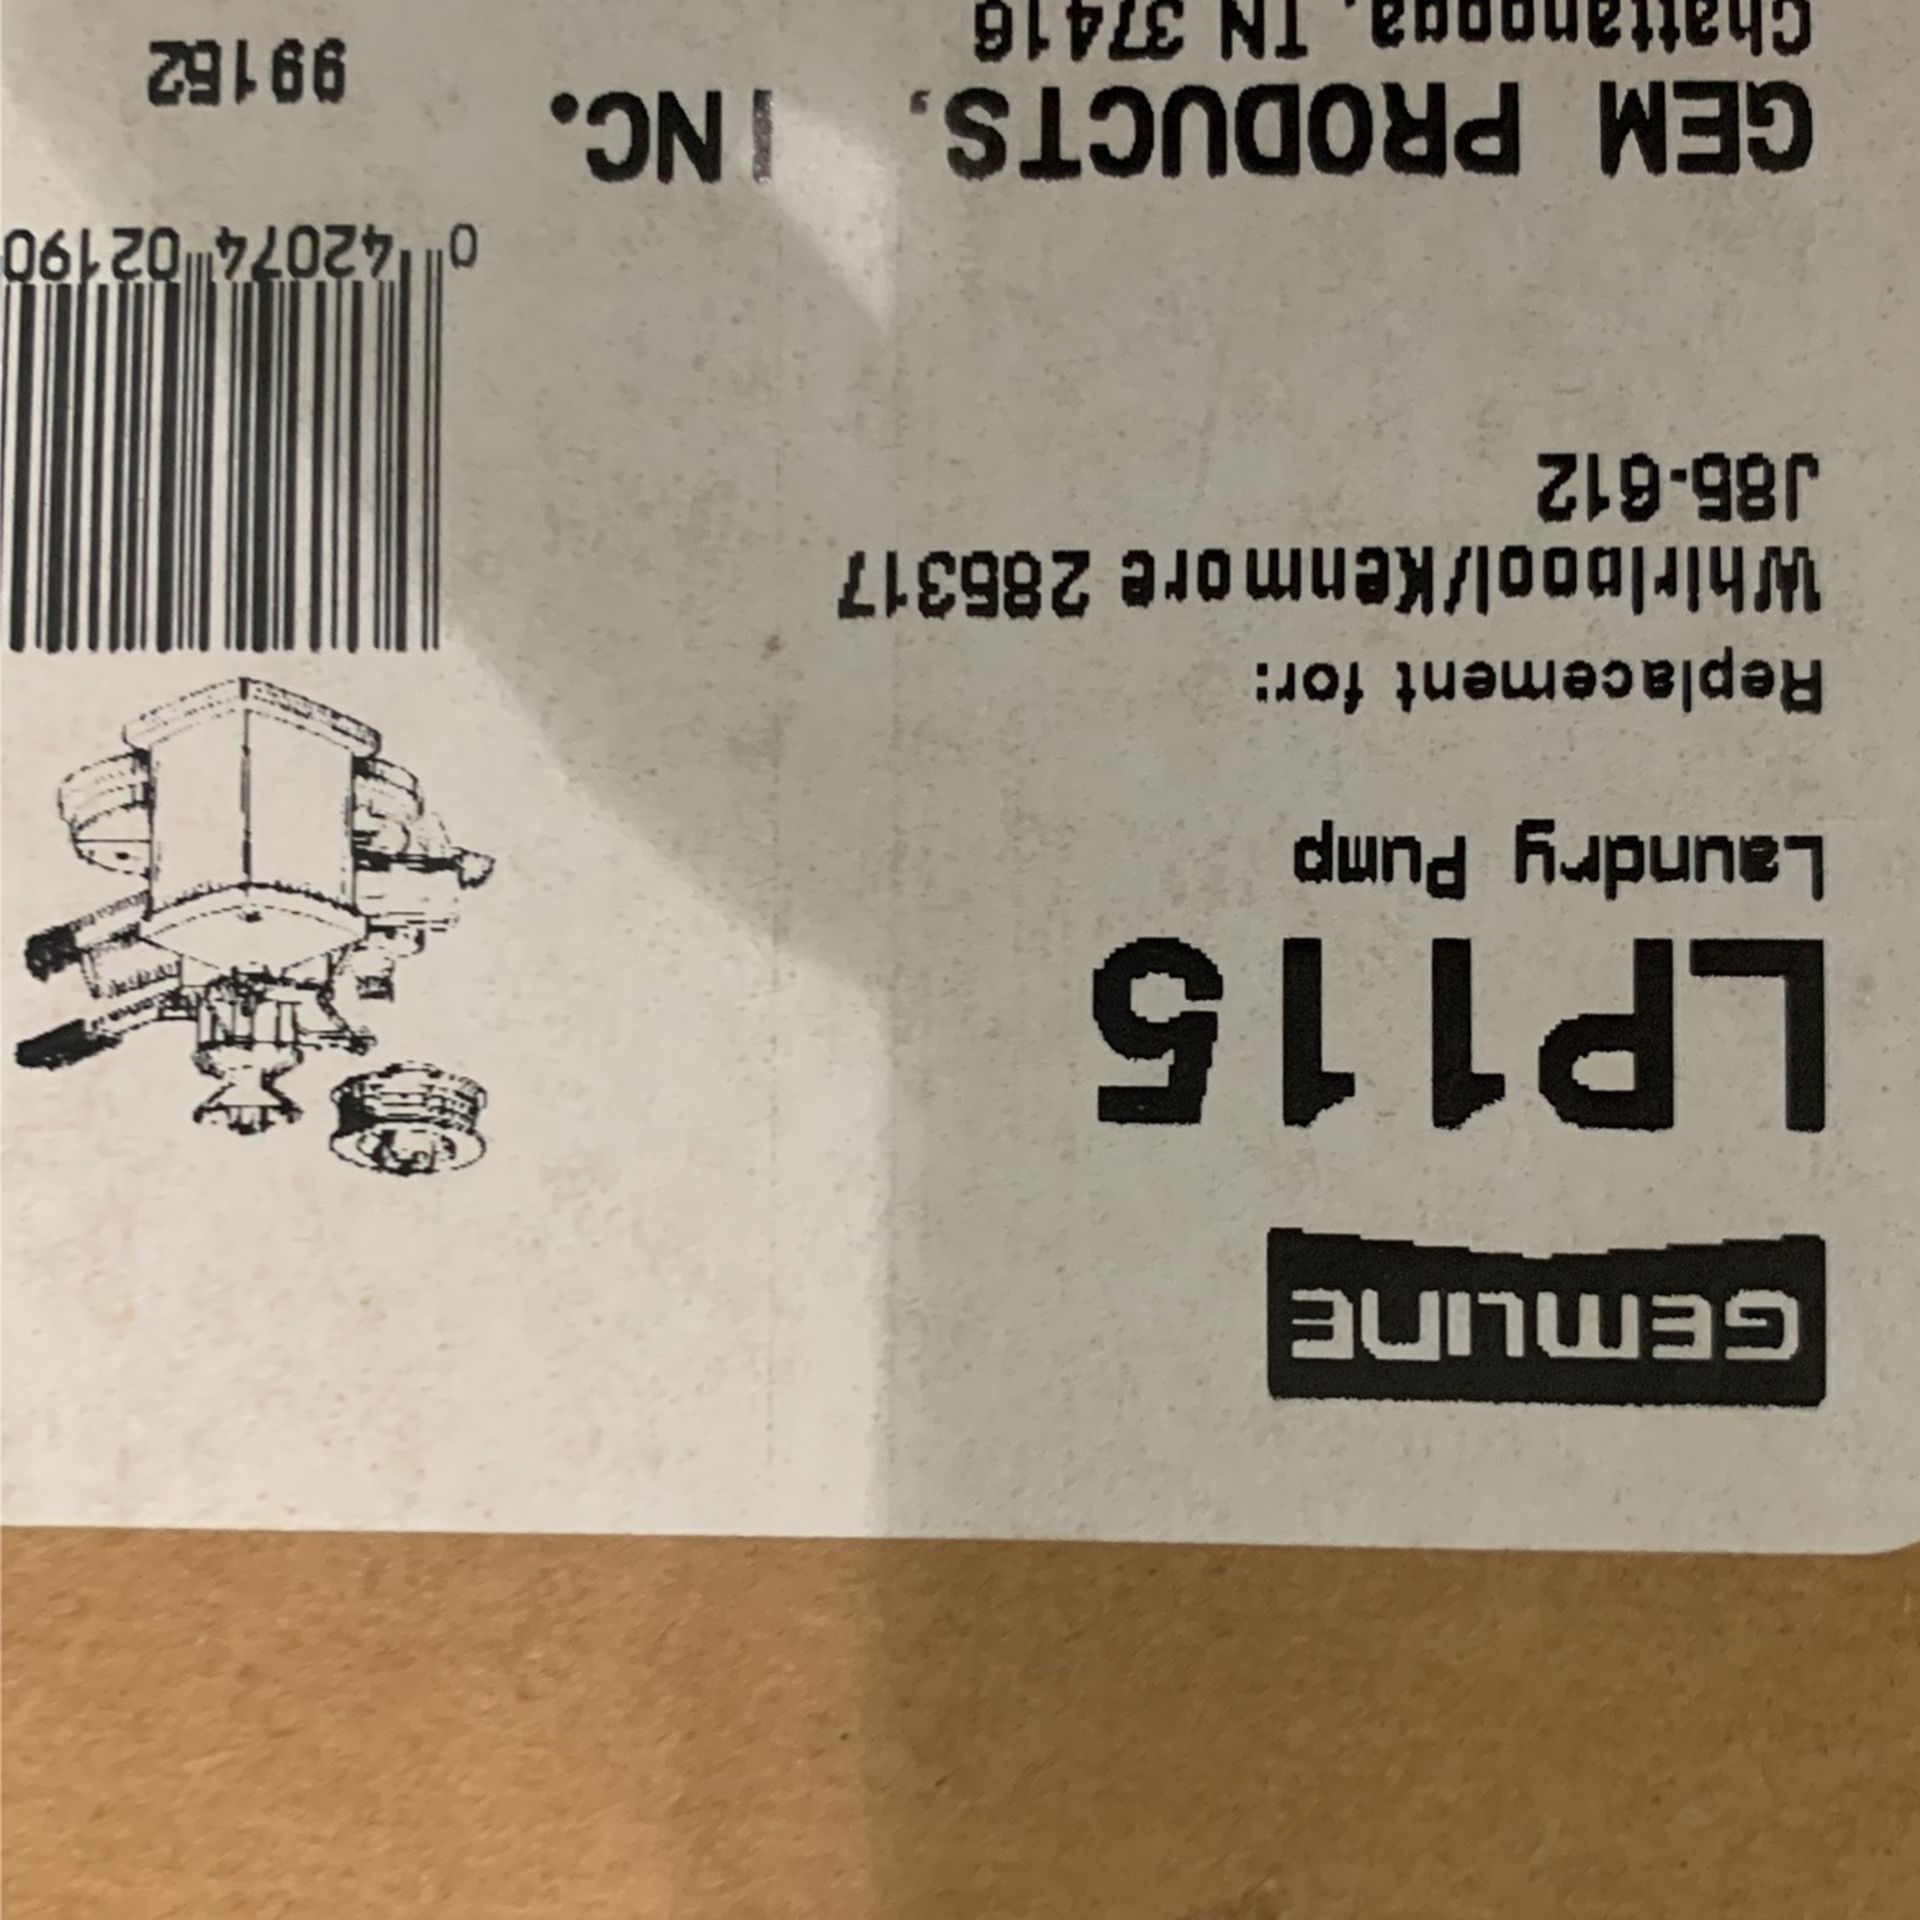 GEMLINE
LP115
Laundry Pump
Replacement for:
Whirlpool/Kenmore 285317
J85-612
0 42074 02190
GEM PRODUCTS, INC.
Chattanooga, TN 37416
99152